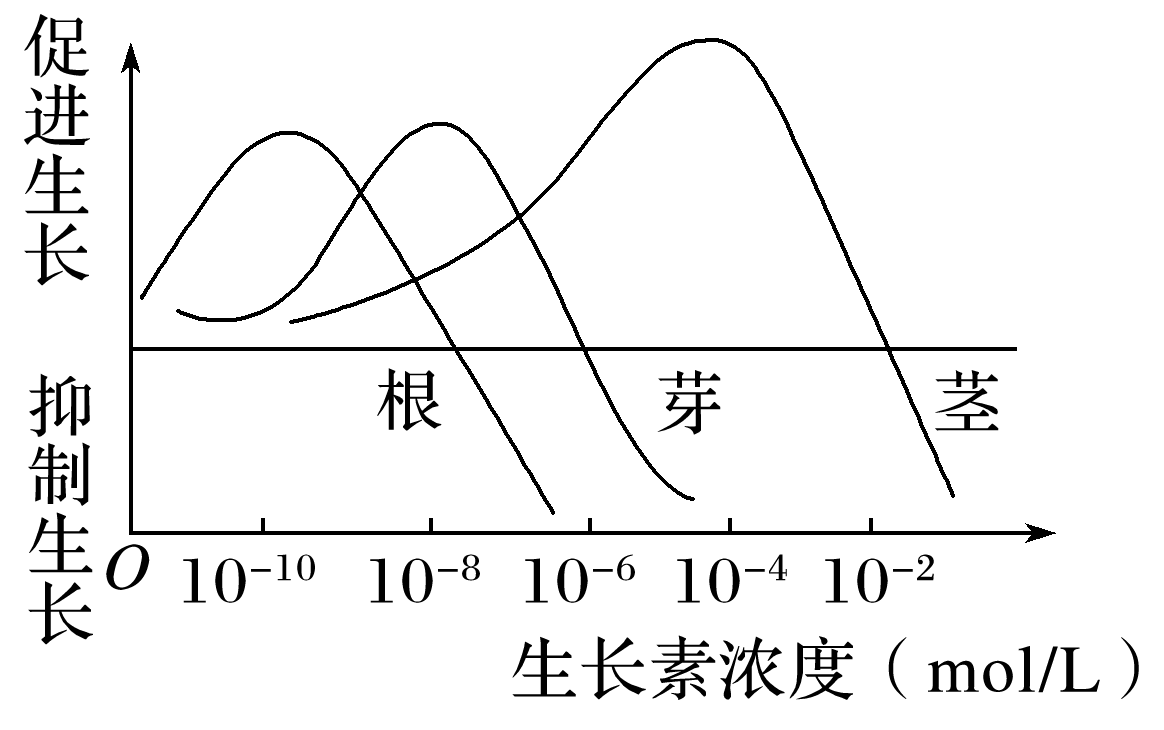 促进生长
抑制生长
根
芽
茎
O
10⁻¹⁰
10⁻⁸
10⁻⁶
10⁻⁴
10⁻²
生长素浓度（mol/L）